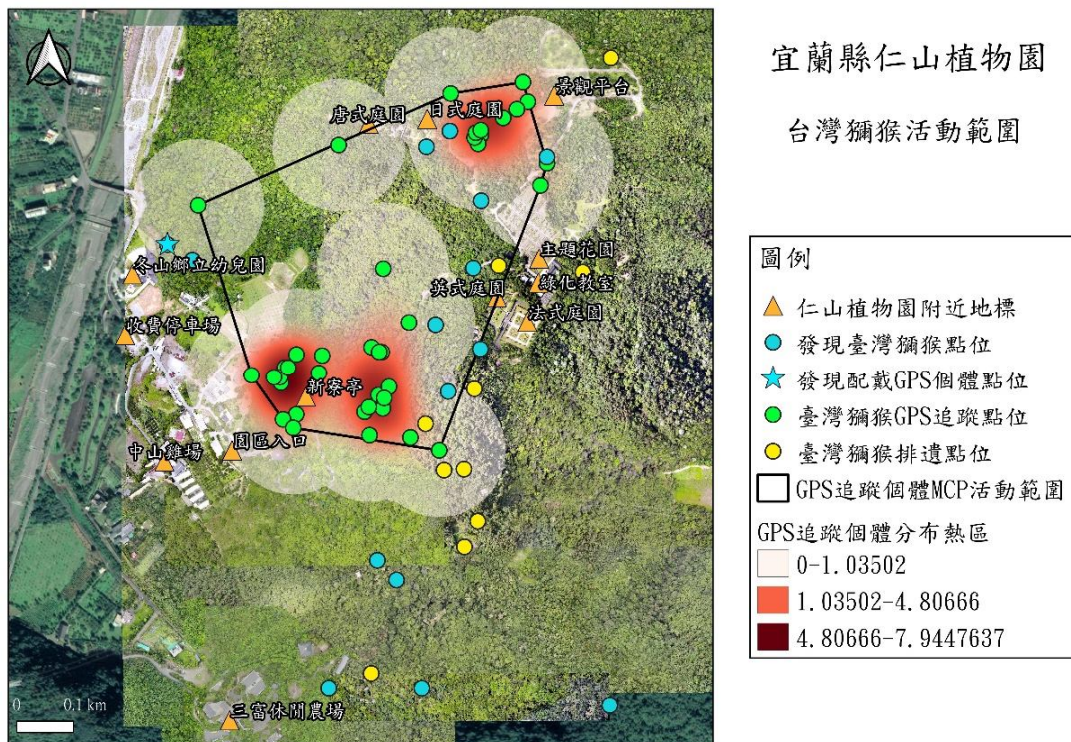 宜蘭縣仁山植物園
台灣獼猴活動範圍
景觀平台
日式庭園
唐式庭園
主題花園
冬山鄉立幼兒園
綠化教室
英式庭園
法式庭園
收費停車場
新寮亭
園區入口
中山雞場
三富休閒農場
0 0.1 km
圖例
仁山植物園附近地標
發現臺灣獼猴點位
發現配戴GPS個體點位
臺灣獼猴GPS追蹤點位
臺灣獼猴排遺點位
GPS追蹤個體MCP活動範圍
GPS追蹤個體分布熱區
0-1.03502
1.03502-4.80666
4.80666-7.9447637